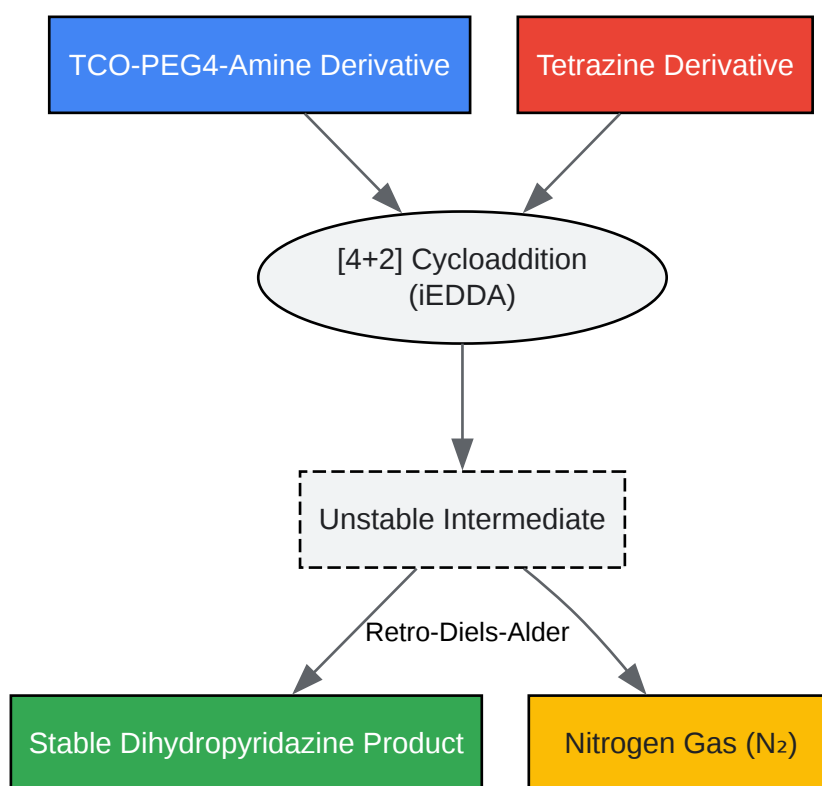 TCO-PEG4-Amine Derivative
Tetrazine Derivative
[4+2] Cycloaddition
(iEDDA)
Unstable Intermediate
Retro-Diels-Alder
Stable Dihydropyridazine Product
Nitrogen Gas (N₂)